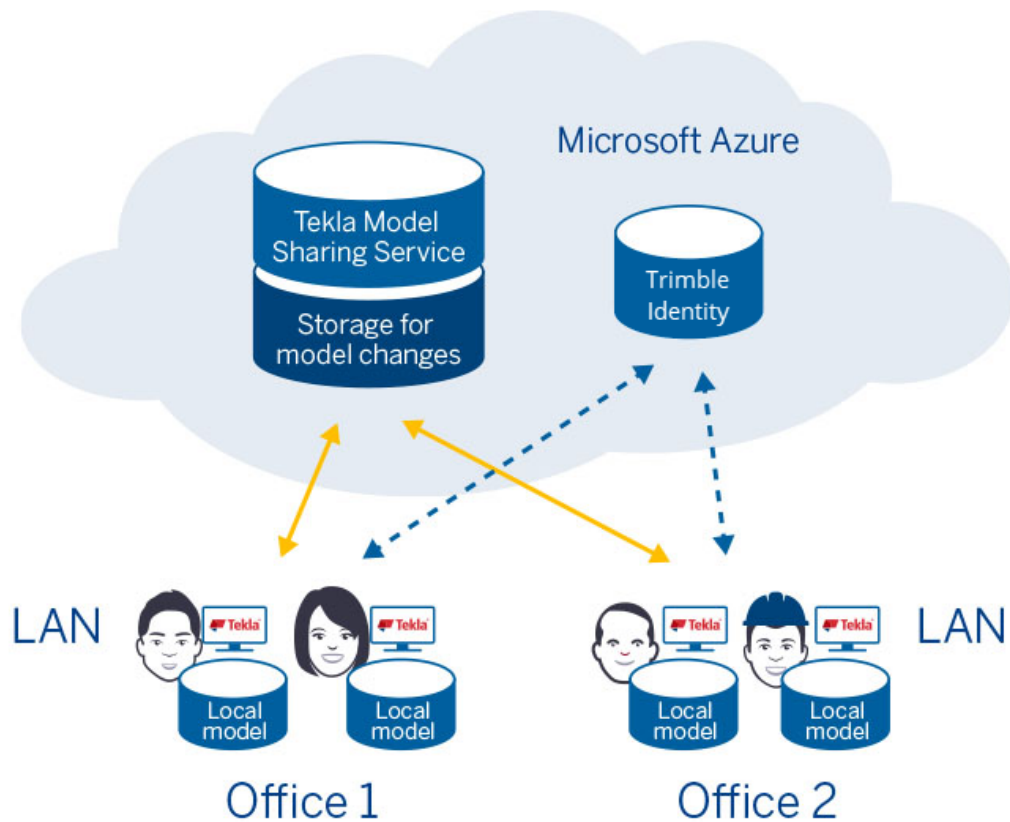 Microsoft Azure
Tekla Model
Sharing Service
Storage for
model changes
Trimble
Identity
LAN
Tekla
Tekla
Tekla
Tekla
LAN
Local
model
Local
model
Local
model
Local
model
Office 1
Office 2